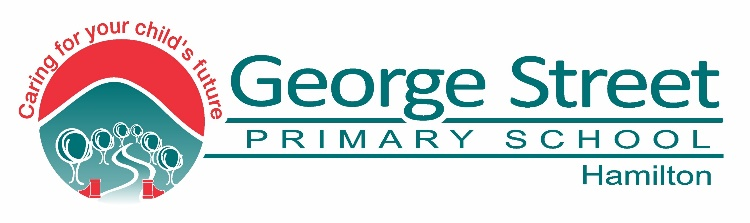 Caring for your child's future
George Street
PRIMARY SCHOOL
Hamilton